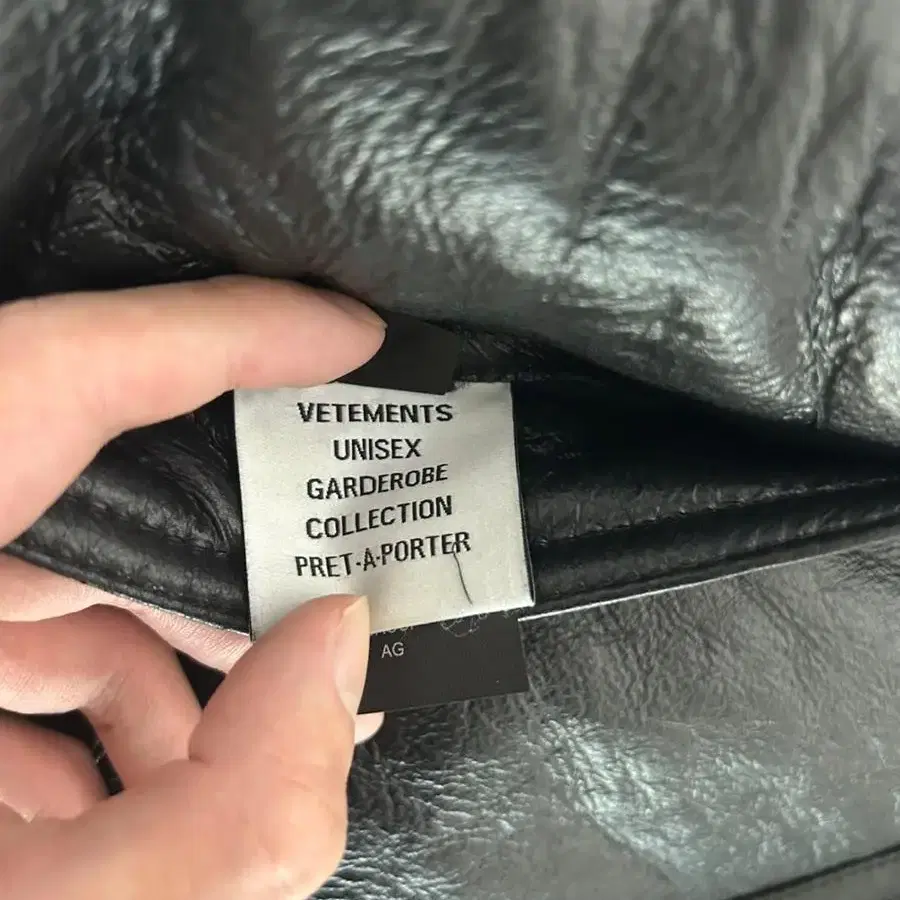 VETEMENTS
UNISEX
GARDEROBE
COLLECTION
PRET-A-PORTER
AG